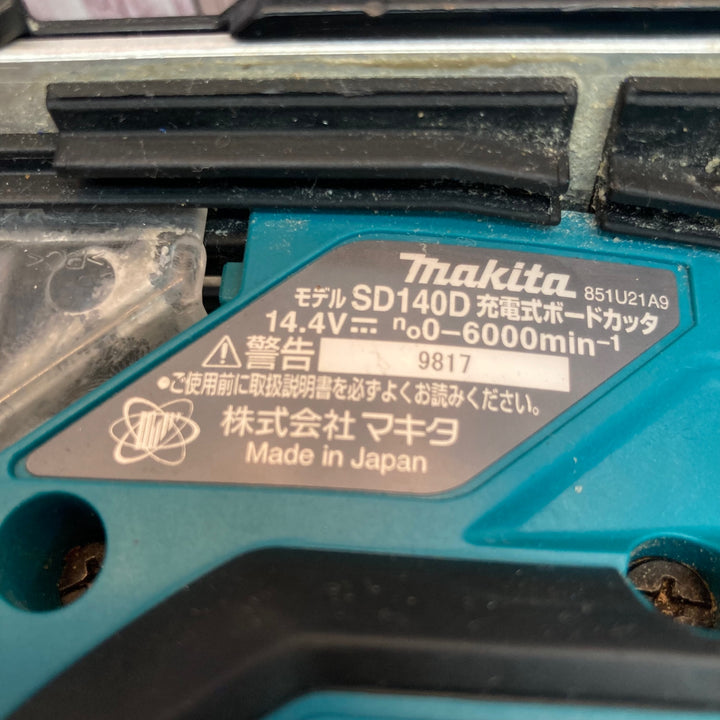 makita
851U21A9
モデル SD140D 充電式ボードカッタ
14.4V⎓ n₀0-6000min⁻¹
⚠警告 9817
●ご使用前に取扱説明書を必ずよくお読みください。
株式会社 マキタ
Made in Japan